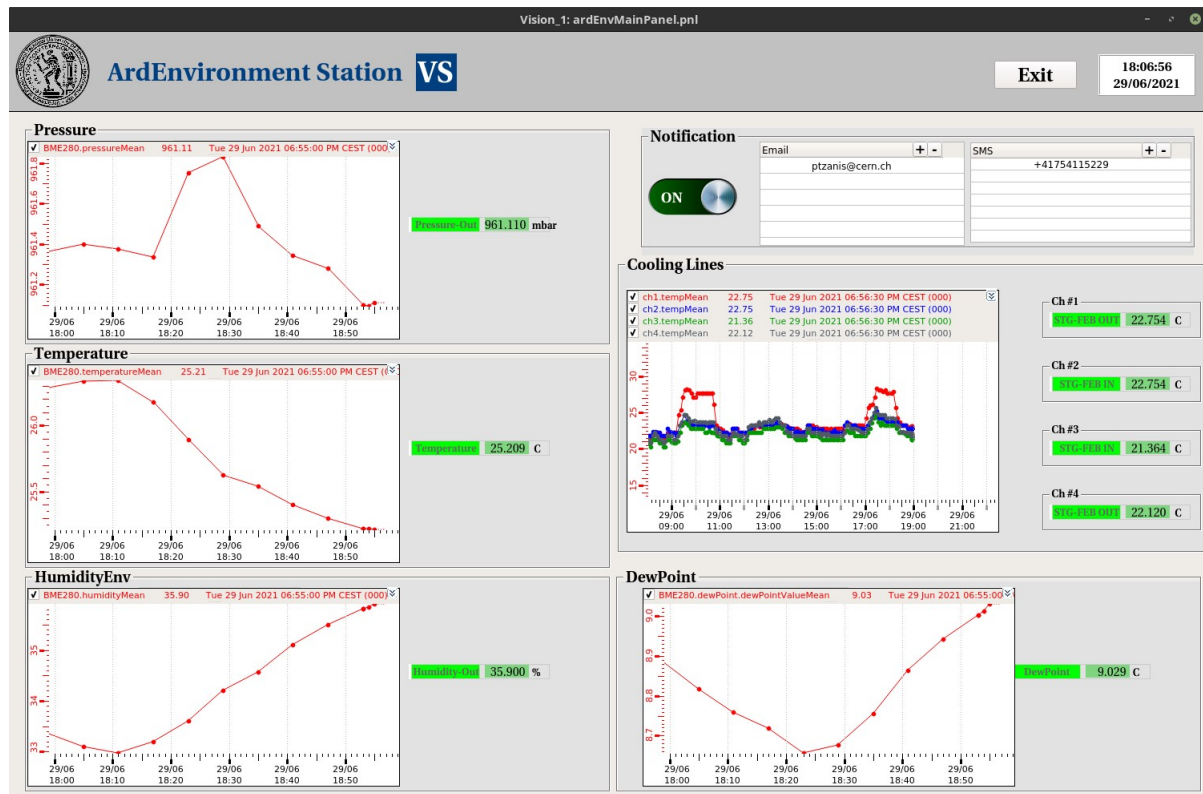 Vision_1: ardEnvMainPanel.pnl
ArdEnvironment Station VS
Exit
18:06:56
29/06/2021
Pressure
BME280.pressureMean 961.11 Tue 29 Jun 2021 06:55:00 PM CEST (000)
961.8
961.6
961.4
961.2
29/06 29/06 29/06 29/06 29/06 29/06
18:00 18:10 18:20 18:30 18:40 18:50
Pressure-Out 961.110 mbar
Notification
ON
Email + -
ptzanis@cern.ch
SMS + -
+41754115229
Temperature
BME280.temperatureMean 25.21 Tue 29 Jun 2021 06:55:00 PM CEST (
26.0
25.5
29/06 29/06 29/06 29/06 29/06 29/06
18:00 18:10 18:20 18:30 18:40 18:50
Temperature 25.209 C
Cooling Lines
ch1.tempMean 22.75 Tue 29 Jun 2021 06:56:30 PM CEST (000)
ch2.tempMean 22.75 Tue 29 Jun 2021 06:56:30 PM CEST (000)
ch3.tempMean 21.36 Tue 29 Jun 2021 06:56:30 PM CEST (000)
ch4.tempMean 22.12 Tue 29 Jun 2021 06:56:30 PM CEST (000)
30
25
20
15
29/06 29/06 29/06 29/06 29/06 29/06 29/06
09:00 11:00 13:00 15:00 17:00 19:00 21:00
Ch #1
STG-FEB OUT 22.754 C
Ch #2
STG-FEB IN 22.754 C
Ch #3
STG-FEB IN 21.364 C
Ch #4
STG-FEB OUT 22.120 C
HumidityEnv
BME280.humidityMean 35.90 Tue 29 Jun 2021 06:55:00 PM CEST (000)
35
34
33
29/06 29/06 29/06 29/06 29/06 29/06
18:00 18:10 18:20 18:30 18:40 18:50
Humidity-Out 35.900 %
DewPoint
BME280.dewPoint.dewPointValueMean 9.03 Tue 29 Jun 2021 06:55:00
9.0
8.9
8.8
8.7
29/06 29/06 29/06 29/06 29/06 29/06
18:00 18:10 18:20 18:30 18:40 18:50
DewPoint 9.029 C